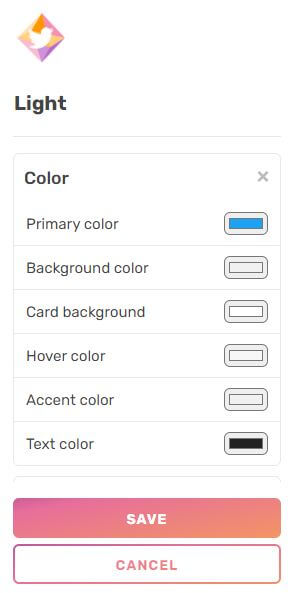 Light
Color
Primary color
Background color
Card background
Hover color
Accent color
Text color
SAVE
CANCEL